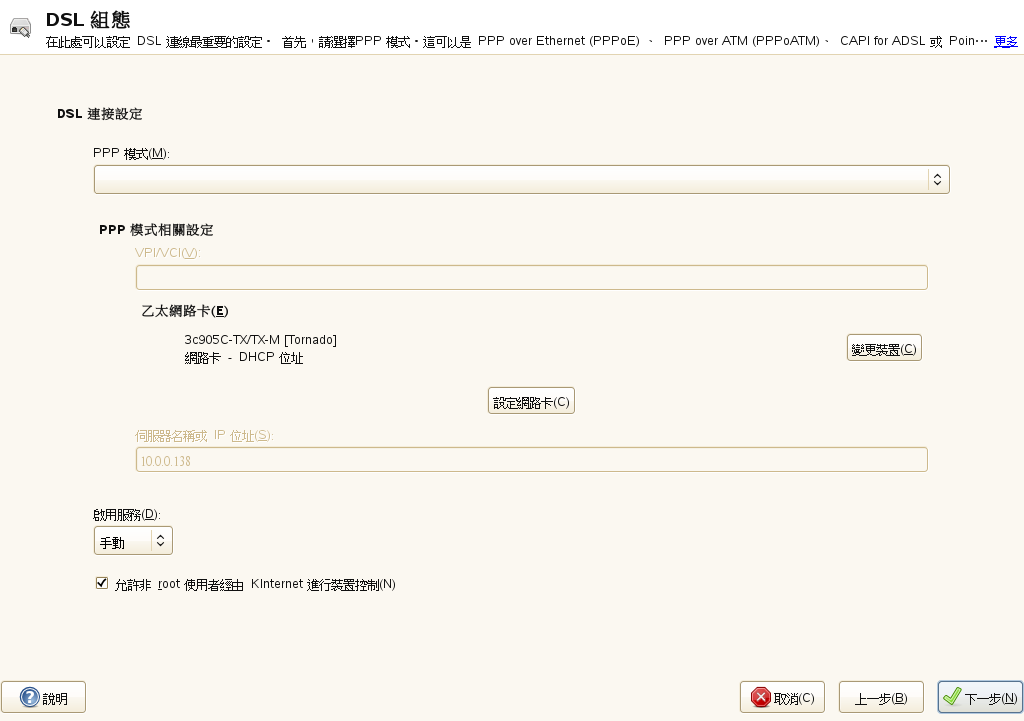 DSL 組態
在此處可以設定 DSL 連線最重要的設定。 首先，請選擇PPP 模式。這可以是 PPP over Ethernet (PPPoE) 、 PPP over ATM (PPPoATM)、 CAPI for ADSL 或 Poin… 更多
DSL 連接設定
PPP 模式(M):
PPP 模式相關設定
VPI/VCI(V):
乙太網路卡(E)
3c905C-TX/TX-M [Tornado]
網路卡 - DHCP 位址
變更裝置(C)
設定網路卡(C)
伺服器名稱或 IP 位址(S):
10.0.0.138
啟用服務(D):
手動
允許非 root 使用者經由 KInternet 進行裝置控制(N)
說明 取消(C) 上一步(B) 下一步(N)